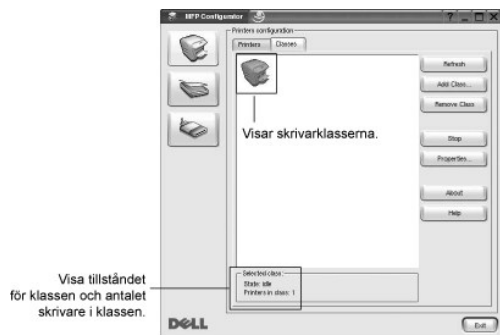 MFP Configurator
Printers configuration
Printers Classes
Refresh
Add Class...
Remove Class
Visar skrivarklasserna.
Stop
Properties...
About
Help
Selected class:
State: idle
Printers in class: 1
Visa tillståndet
för klassen och antalet
skrivare i klassen.
DELL
Exit